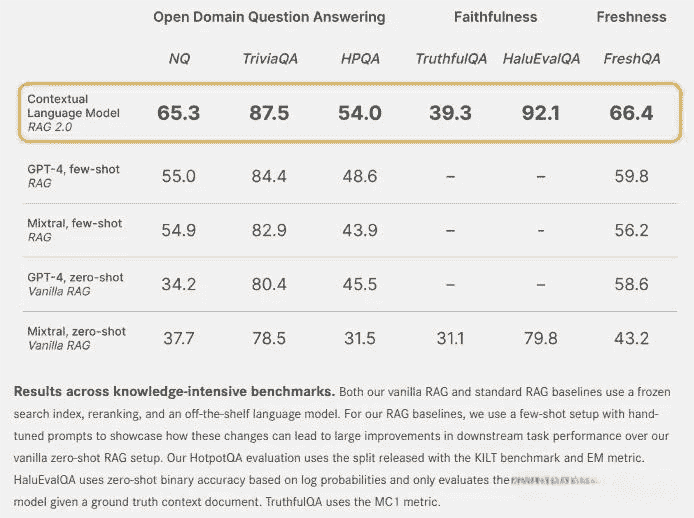 Open Domain Question Answering Faithfulness Freshness
NQ TriviaQA HPQA TruthfulQA HaluEvalQA FreshQA
Contextual
Language Model
RAG 2.0
65.3 87.5 54.0 39.3 92.1 66.4
GPT-4, few-shot
RAG
55.0 84.4 48.6 – – 59.8
Mixtral, few-shot
RAG
54.9 82.9 43.9 – - 56.2
GPT-4, zero-shot
Vanilla RAG
34.2 80.4 45.5 – – 58.6
Mixtral, zero-shot
Vanilla RAG
37.7 78.5 31.5 31.1 79.8 43.2
Results across knowledge-intensive benchmarks. Both our vanilla RAG and standard RAG baselines use a frozen
search index, reranking, and an off-the-shelf language model. For our RAG baselines, we use a few-shot setup with hand-
tuned prompts to showcase how these changes can lead to large improvements in downstream task performance over our
vanilla zero-shot RAG setup. Our HotpotQA evaluation uses the split released with the KILT benchmark and EM metric.
HaluEvalQA uses zero-shot binary accuracy based on log probabilities and only evaluates the
model given a ground truth context document. TruthfulQA uses the MC1 metric.